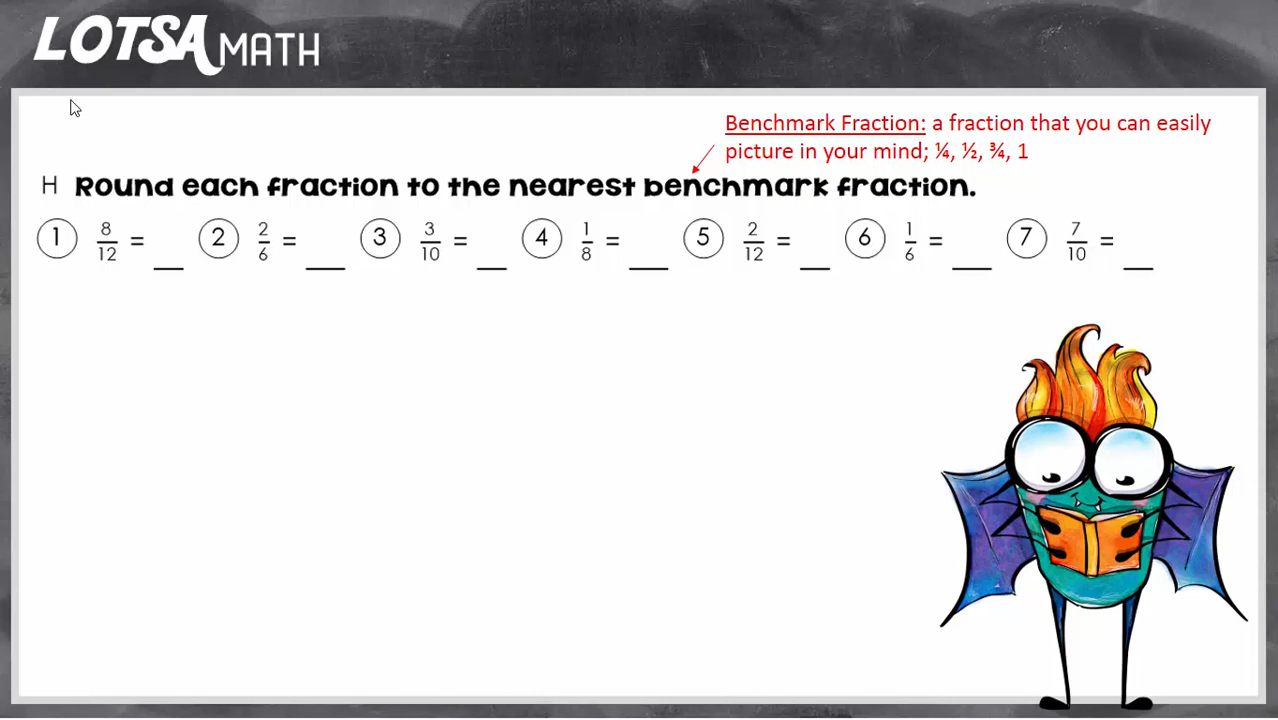 LOTSA MATH
Benchmark Fraction: a fraction that you can easily
picture in your mind; ¼, ½, ¾, 1
H Round each fraction to the nearest benchmark fraction.
1 8/12 = __ 2 2/6 = __ 3 3/10 = __ 4 1/8 = __ 5 2/12 = __ 6 1/6 = __ 7 7/10 = __